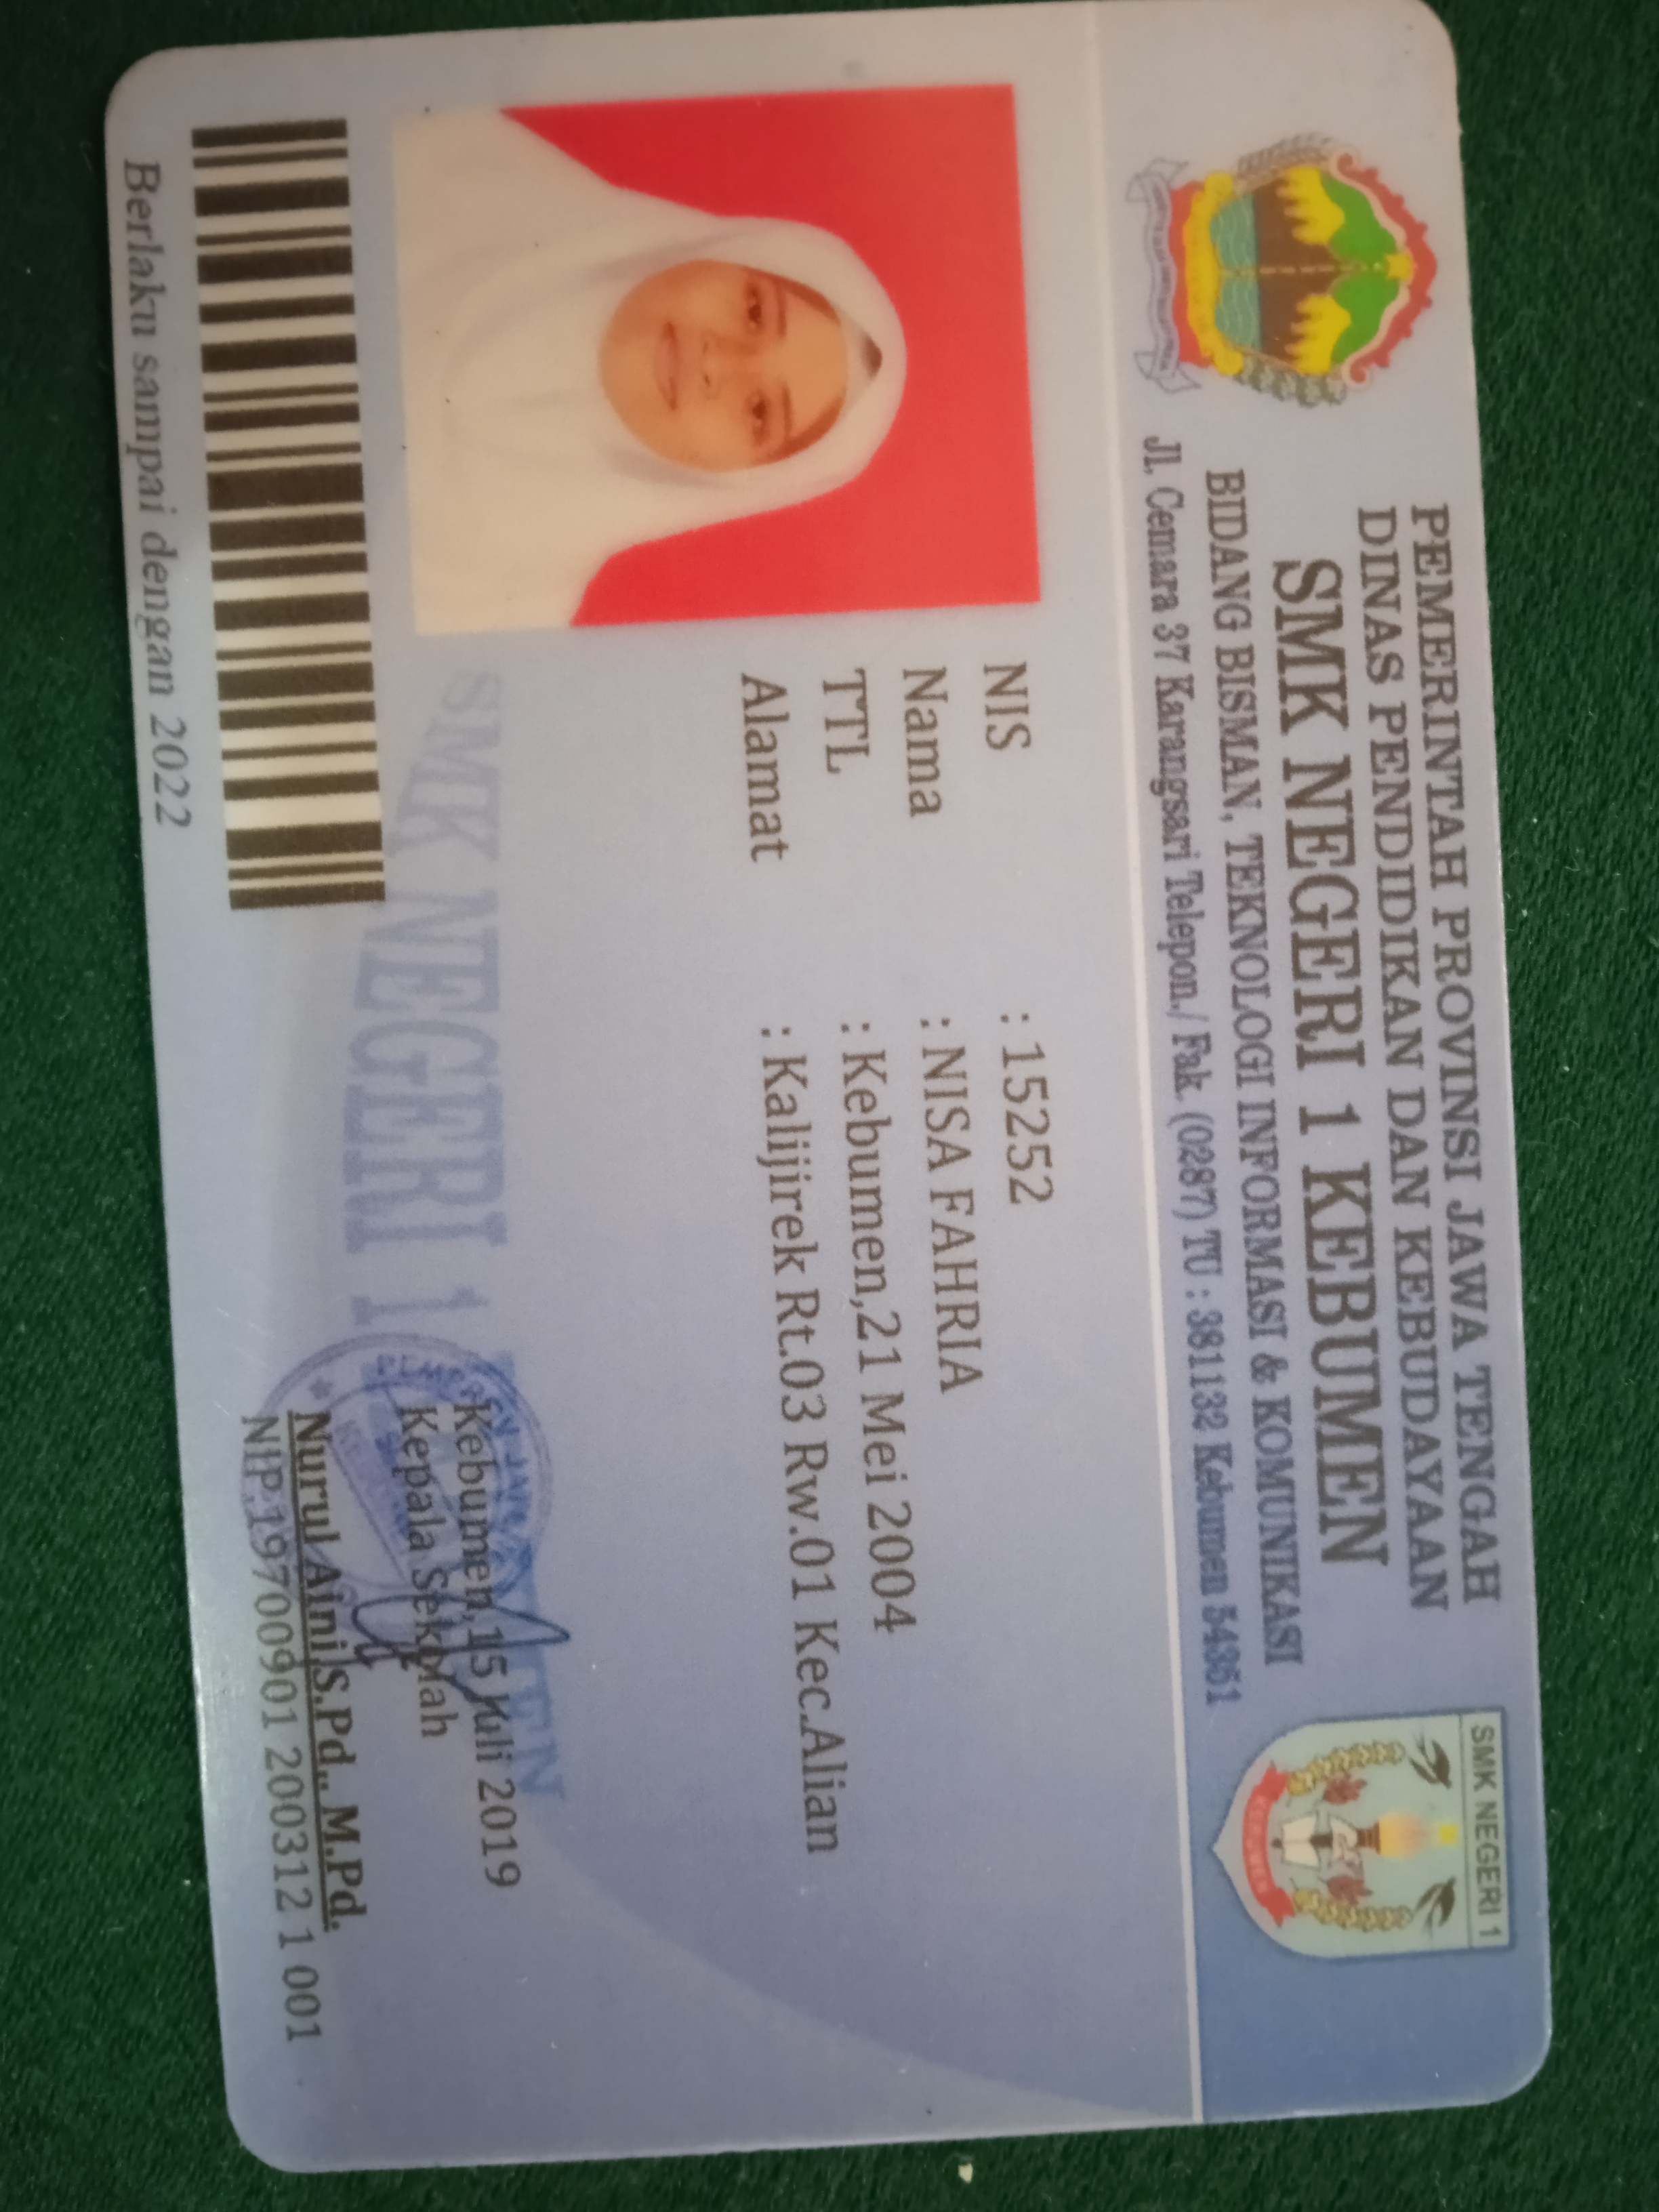 PEMERINTAH PROVINSI JAWA TENGAH
DINAS PENDIDIKAN DAN KEBUDAYAAN
SMK NEGERI 1 KEBUMEN
BIDANG BISMAN, TEKNOLOGI INFORMASI & KOMUNIKASI
Jl. Cemara 37 Karangsari Telepon./ Fak. (0287) TU : 381132 Kebumen 54351
SMK NEGERI 1
KEBUMEN
NIS : 15252
Nama : NISA FAHRIA
TTL : Kebumen,21 Mei 2004
Alamat : Kalijirek Rt.03 Rw.01 Kec.Alian
SMK NEGERI 1
Kebumen,15 Juli 2019
Kepala Sekolah
Nurul Aini,S.Pd., M.Pd.
NIP.19700901 200312 1 001
Berlaku sampai dengan 2022